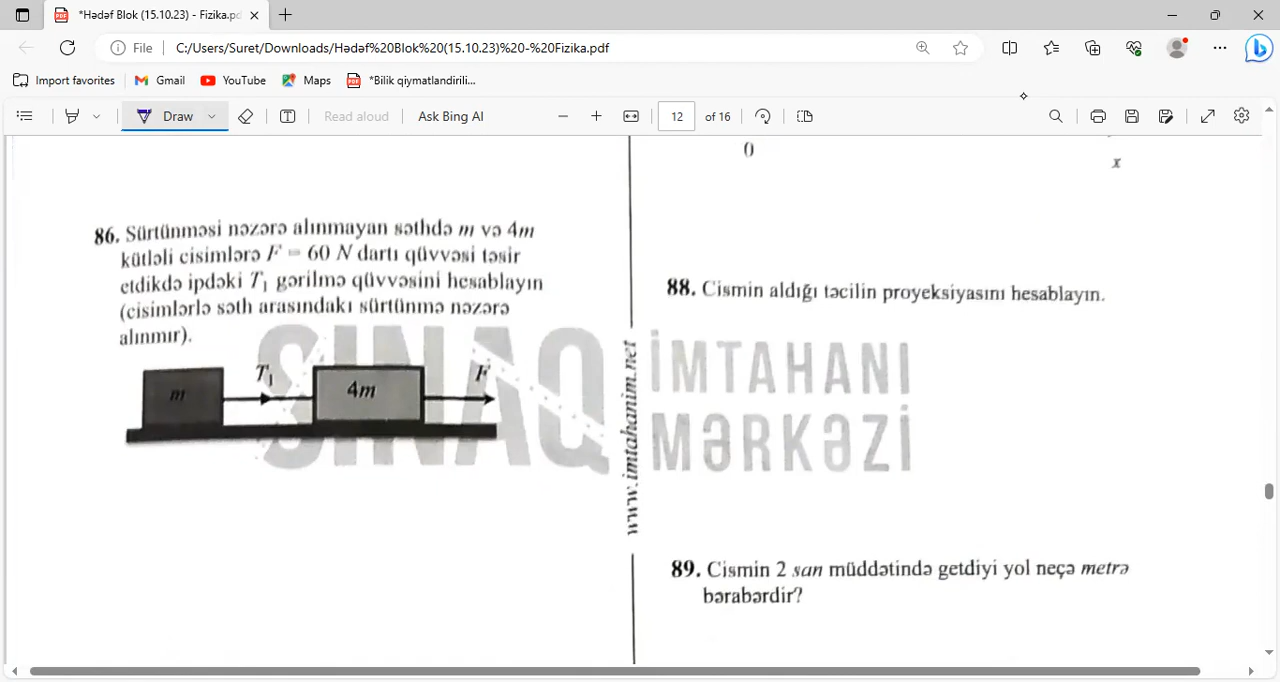 *Hədəf Blok (15.10.23) - Fizika.pd
File
C:/Users/Suret/Downloads/Hədəf%20Blok%20(15.10.23)%20-%20Fizika.pdf
Import favorites
Gmail
YouTube
Maps
*Bilik qiymatlandirili...
Draw
Read aloud
Ask Bing AI
12 of 16
86. Sürtünməsi nəzərə alınmayan səthdə m və 4m
kütləli cisimlərə F = 60 N dartı qüvvəsi təsir
etdikdə ipdəki T₁ gərilmə qüvvəsini hesablayın
(cisimlərlə səth arasındakı sürtünmə nəzərə
alınmır).
m
T₁
4m
F
SINAQ
www.imtahanim.net
0
x
88. Cismin aldığı təcilin proyeksiyasını hesablayın.
İMTAHANI
MƏRKƏZİ
89. Cismin 2 san müddətində getdiyi yol neçə metrə
bərabərdir?